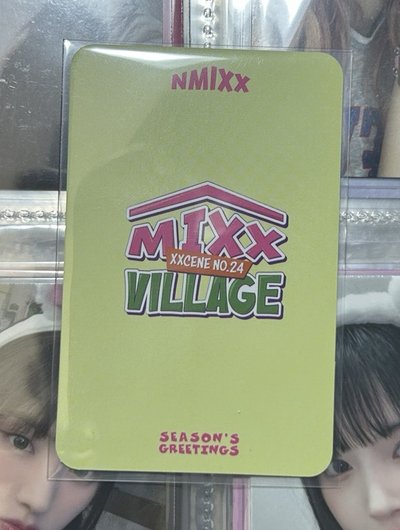 NMIXX
MIXX
XXCENE NO.24
VILLAGE
SEASON'S
GREETINGS